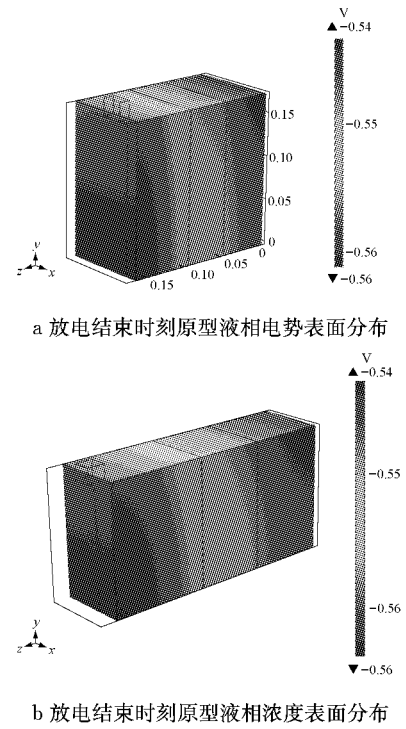 V
▲ -0.54
0.15
-0.55
0.10
0.05
y
0
-0.56
z x
0
0.05
▼ -0.56
0.10
0.15
a 放电结束时刻原型液相电势表面分布
V
▲ -0.54
-0.55
-0.56
y
z x
▼ -0.56
b 放电结束时刻原型液相浓度表面分布